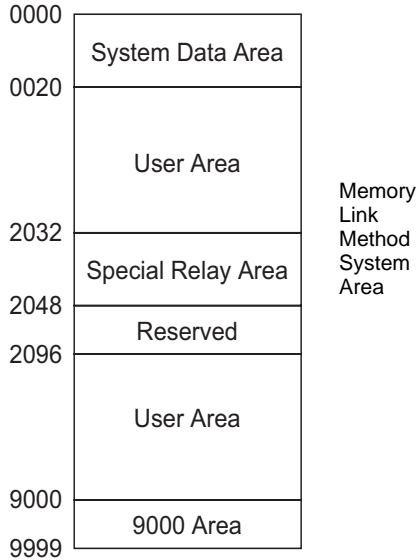 0000
System Data Area
0020
User Area
Memory
Link
Method
System
Area
2032
Special Relay Area
2048
Reserved
2096
User Area
9000
9000 Area
9999